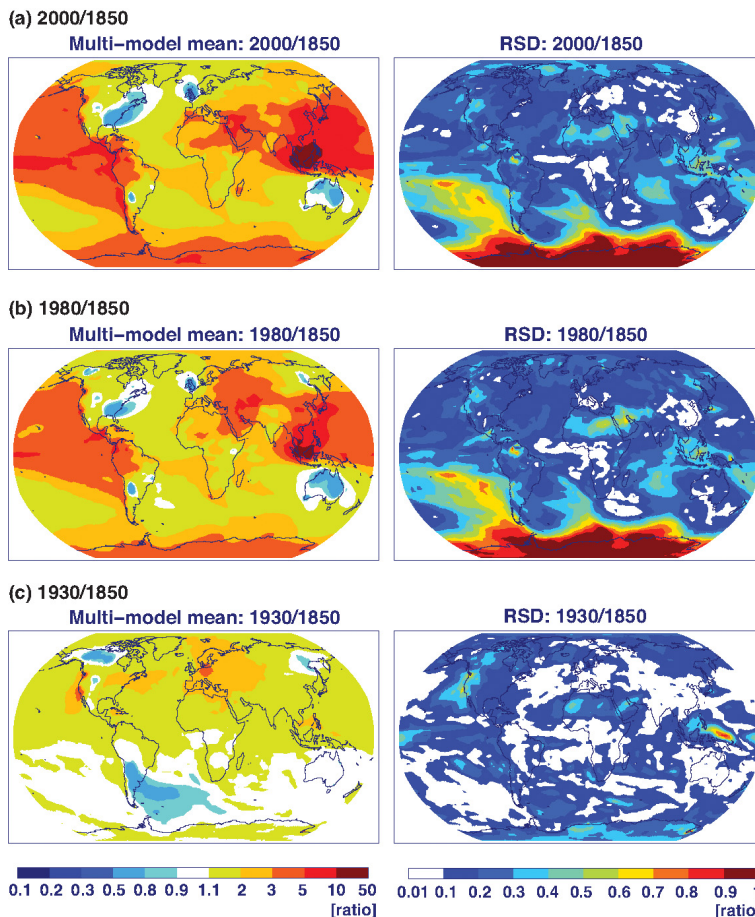 (a) 2000/1850
Multi−model mean: 2000/1850
RSD: 2000/1850
(b) 1980/1850
Multi−model mean: 1980/1850
RSD: 1980/1850
(c) 1930/1850
Multi−model mean: 1930/1850
RSD: 1930/1850
0.1 0.2 0.3 0.5 0.8 0.9 1.1 2 3 5 10 50
[ratio]
0.01 0.1 0.2 0.3 0.4 0.5 0.6 0.7 0.8 0.9 1
[ratio]